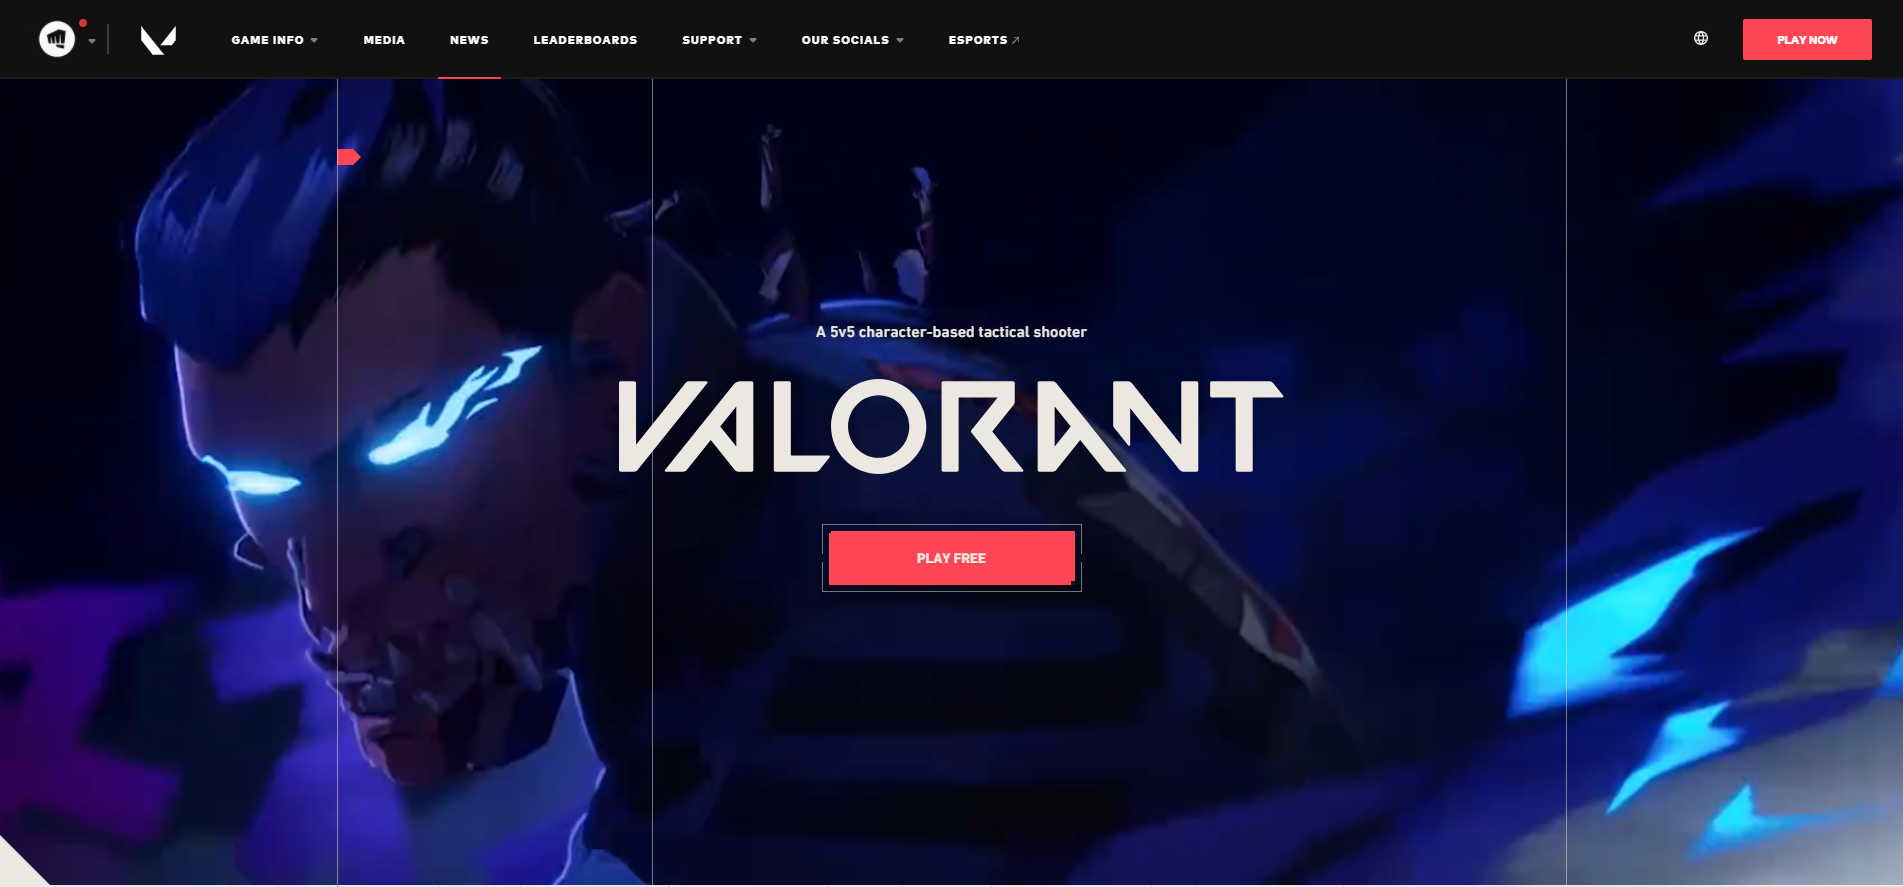 GAME INFO
MEDIA
NEWS
LEADERBOARDS
SUPPORT
OUR SOCIALS
ESPORTS
PLAY NOW
A 5v5 character-based tactical shooter
VALORANT
PLAY FREE